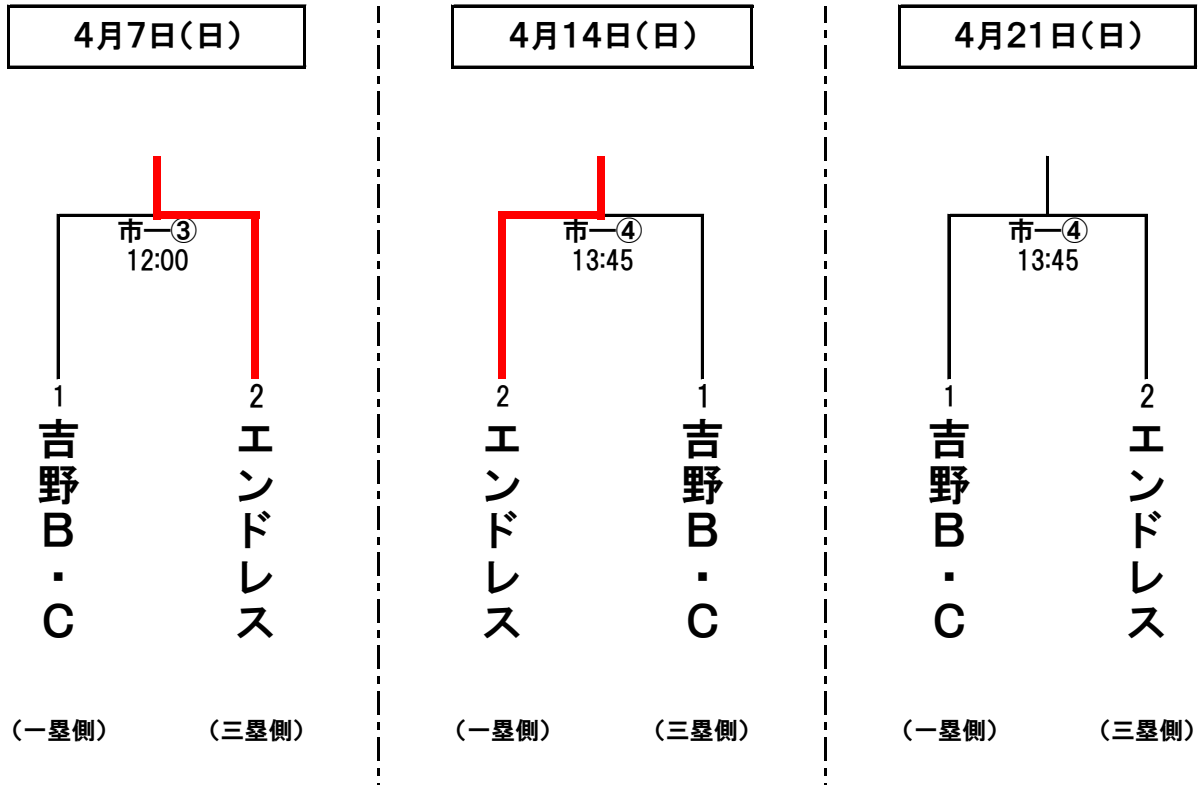 4月7日(日)
市―③
12:00
1
吉野B・C
(一塁側)
2
エンドレス
(三塁側)
4月14日(日)
市―④
13:45
2
エンドレス
(一塁側)
1
吉野B・C
(三塁側)
4月21日(日)
市―④
13:45
1
吉野B・C
(一塁側)
2
エンドレス
(三塁側)